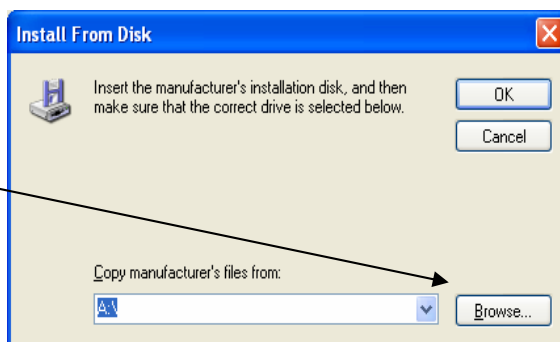 Install From Disk
Insert the manufacturer's installation disk, and then
make sure that the correct drive is selected below.
OK
Cancel
Copy manufacturer's files from:
A:\
Browse...